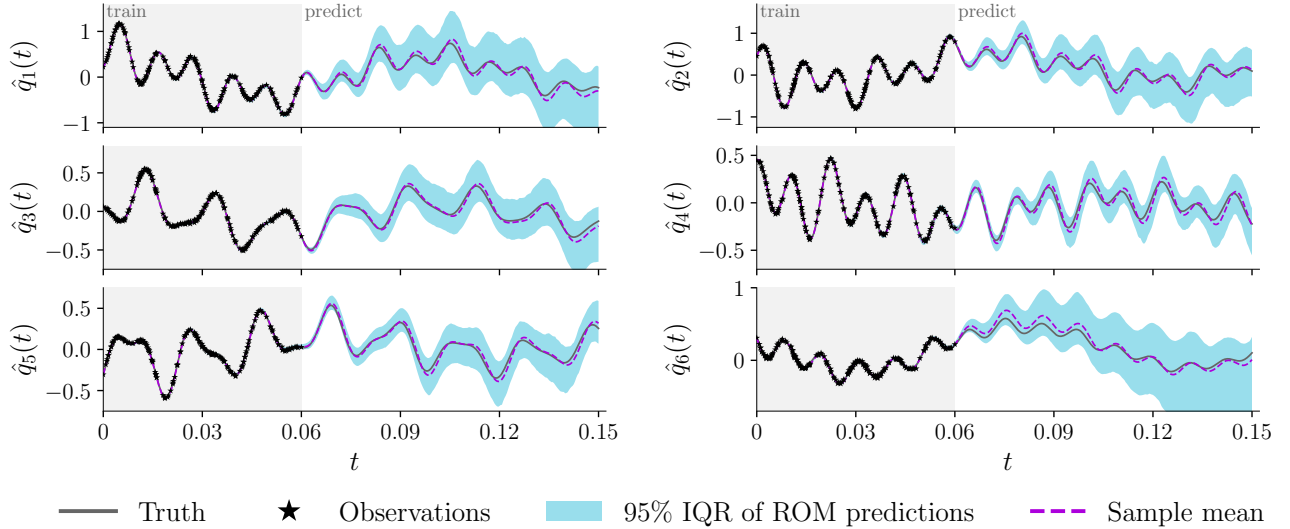 train predict
1
0
−1
q̂1(t)
train predict
1
0
−1
q̂2(t)
0.5
0.0
−0.5
q̂3(t)
0.5
0.0
−0.5
q̂4(t)
0.5
0.0
−0.5
q̂5(t)
0 0.03 0.06 0.09 0.12 0.15
t
1
0
q̂6(t)
0 0.03 0.06 0.09 0.12 0.15
t
Truth Observations 95% IQR of ROM predictions Sample mean